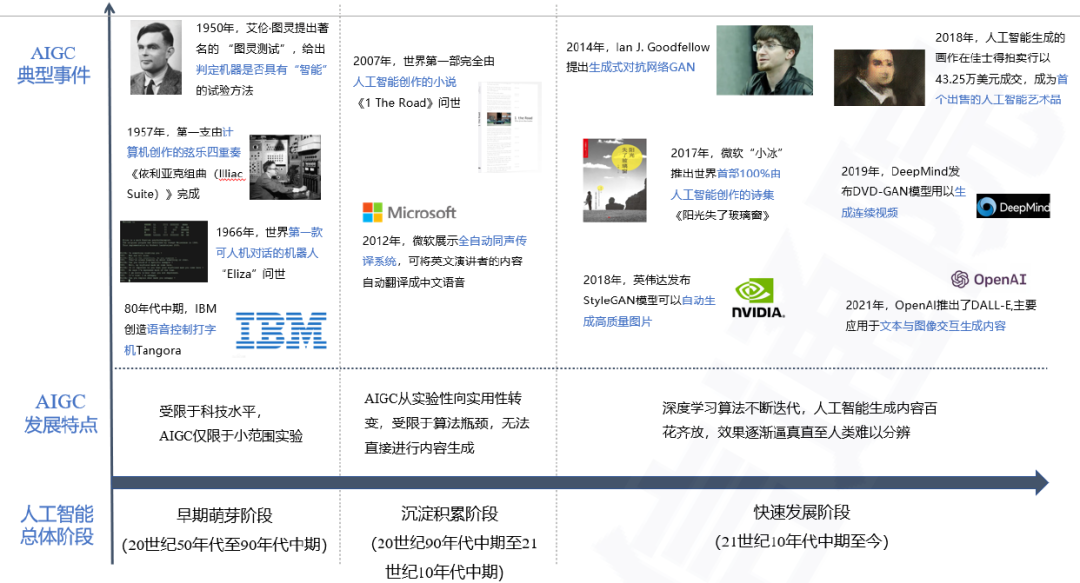 AIGC
典型事件
1950年，艾伦·图灵提出著
名的 “图灵测试”，给出
判定机器是否具有“智能”
的试验方法
1957年，第一支由计
算机创作的弦乐四重奏
《依利亚克组曲（Illiac
Suite）》完成
ELIZA
1966年，世界第一款
可人机对话的机器人
“Eliza”问世
80年代中期，IBM
创造语音控制打字
机Tangora
IBM
2007年，世界第一部完全由
人工智能创作的小说
《1 The Road》问世
Microsoft
2012年，微软展示全自动同声传
译系统，可将英文演讲者的内容
自动翻译成中文语音
2014年，Ian J. Goodfellow
提出生成式对抗网络GAN
阳光
失了玻璃窗
2017年，微软“小冰”
推出世界首部100%由
人工智能创作的诗集
《阳光失了玻璃窗》
2018年，英伟达发布
StyleGAN模型可以自动生
成高质量图片
NVIDIA.
2018年，人工智能生成的
画作在佳士得拍卖行以
43.25万美元成交，成为首
个出售的人工智能艺术品
2019年，DeepMind发
布DVD-GAN模型用以生
成连续视频
DeepMind
OpenAI
2021年，OpenAI推出了DALL-E,主要
应用于文本与图像交互生成内容
AIGC
发展特点
受限于科技水平，
AIGC仅限于小范围实验
AIGC从实验性向实用性转
变，受限于算法瓶颈，无法
直接进行内容生成
深度学习算法不断迭代，人工智能生成内容百
花齐放，效果逐渐逼真直至人类难以分辨
人工智能
总体阶段
早期萌芽阶段
(20世纪50年代至90年代中期)
沉淀积累阶段
(20世纪90年代中期至21
世纪10年代中期)
快速发展阶段
(21世纪10年代中期至今)